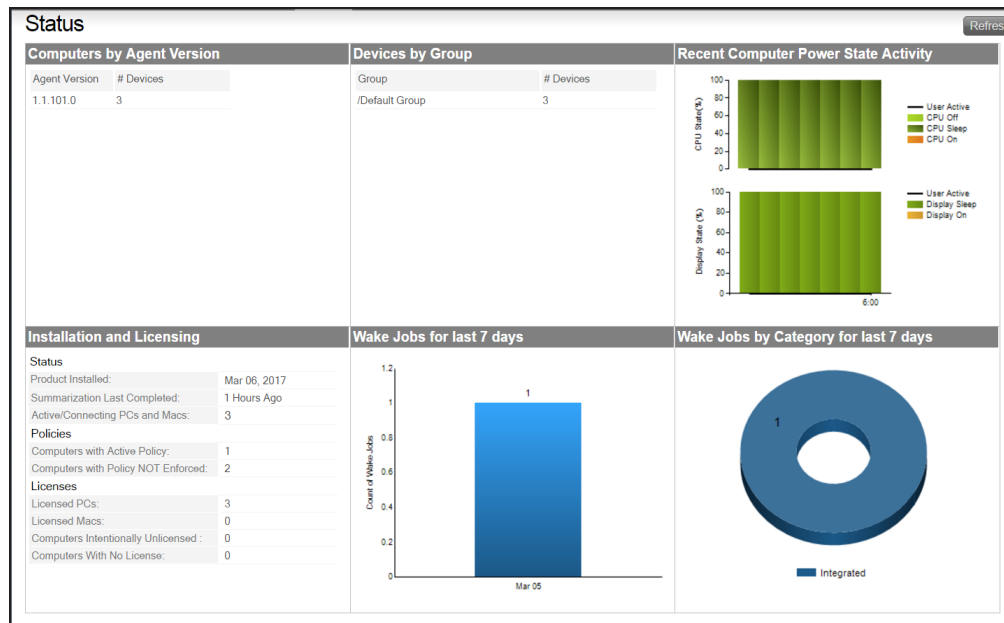 Status
Refres
Computers by Agent Version
Agent Version # Devices
1.1.101.0 3
Devices by Group
Group # Devices
/Default Group 3
Recent Computer Power State Activity
CPU State(%)
100
80
60
40
20
0
User Active
CPU Off
CPU Sleep
CPU On
Display State (%)
100
80
60
40
20
0
6:00
User Active
Display Sleep
Display On
Installation and Licensing
Status
Product Installed: Mar 06, 2017
Summarization Last Completed: 1 Hours Ago
Active/Connecting PCs and Macs: 3
Policies
Computers with Active Policy: 1
Computers with Policy NOT Enforced: 2
Licenses
Licensed PCs: 3
Licensed Macs: 0
Computers Intentionally Unlicensed : 0
Computers With No License: 0
Wake Jobs for last 7 days
Count of Wake Jobs
1.2
1
0.8
0.6
0.4
0.2
0
1
Mar 05
Wake Jobs by Category for last 7 days
1
Integrated